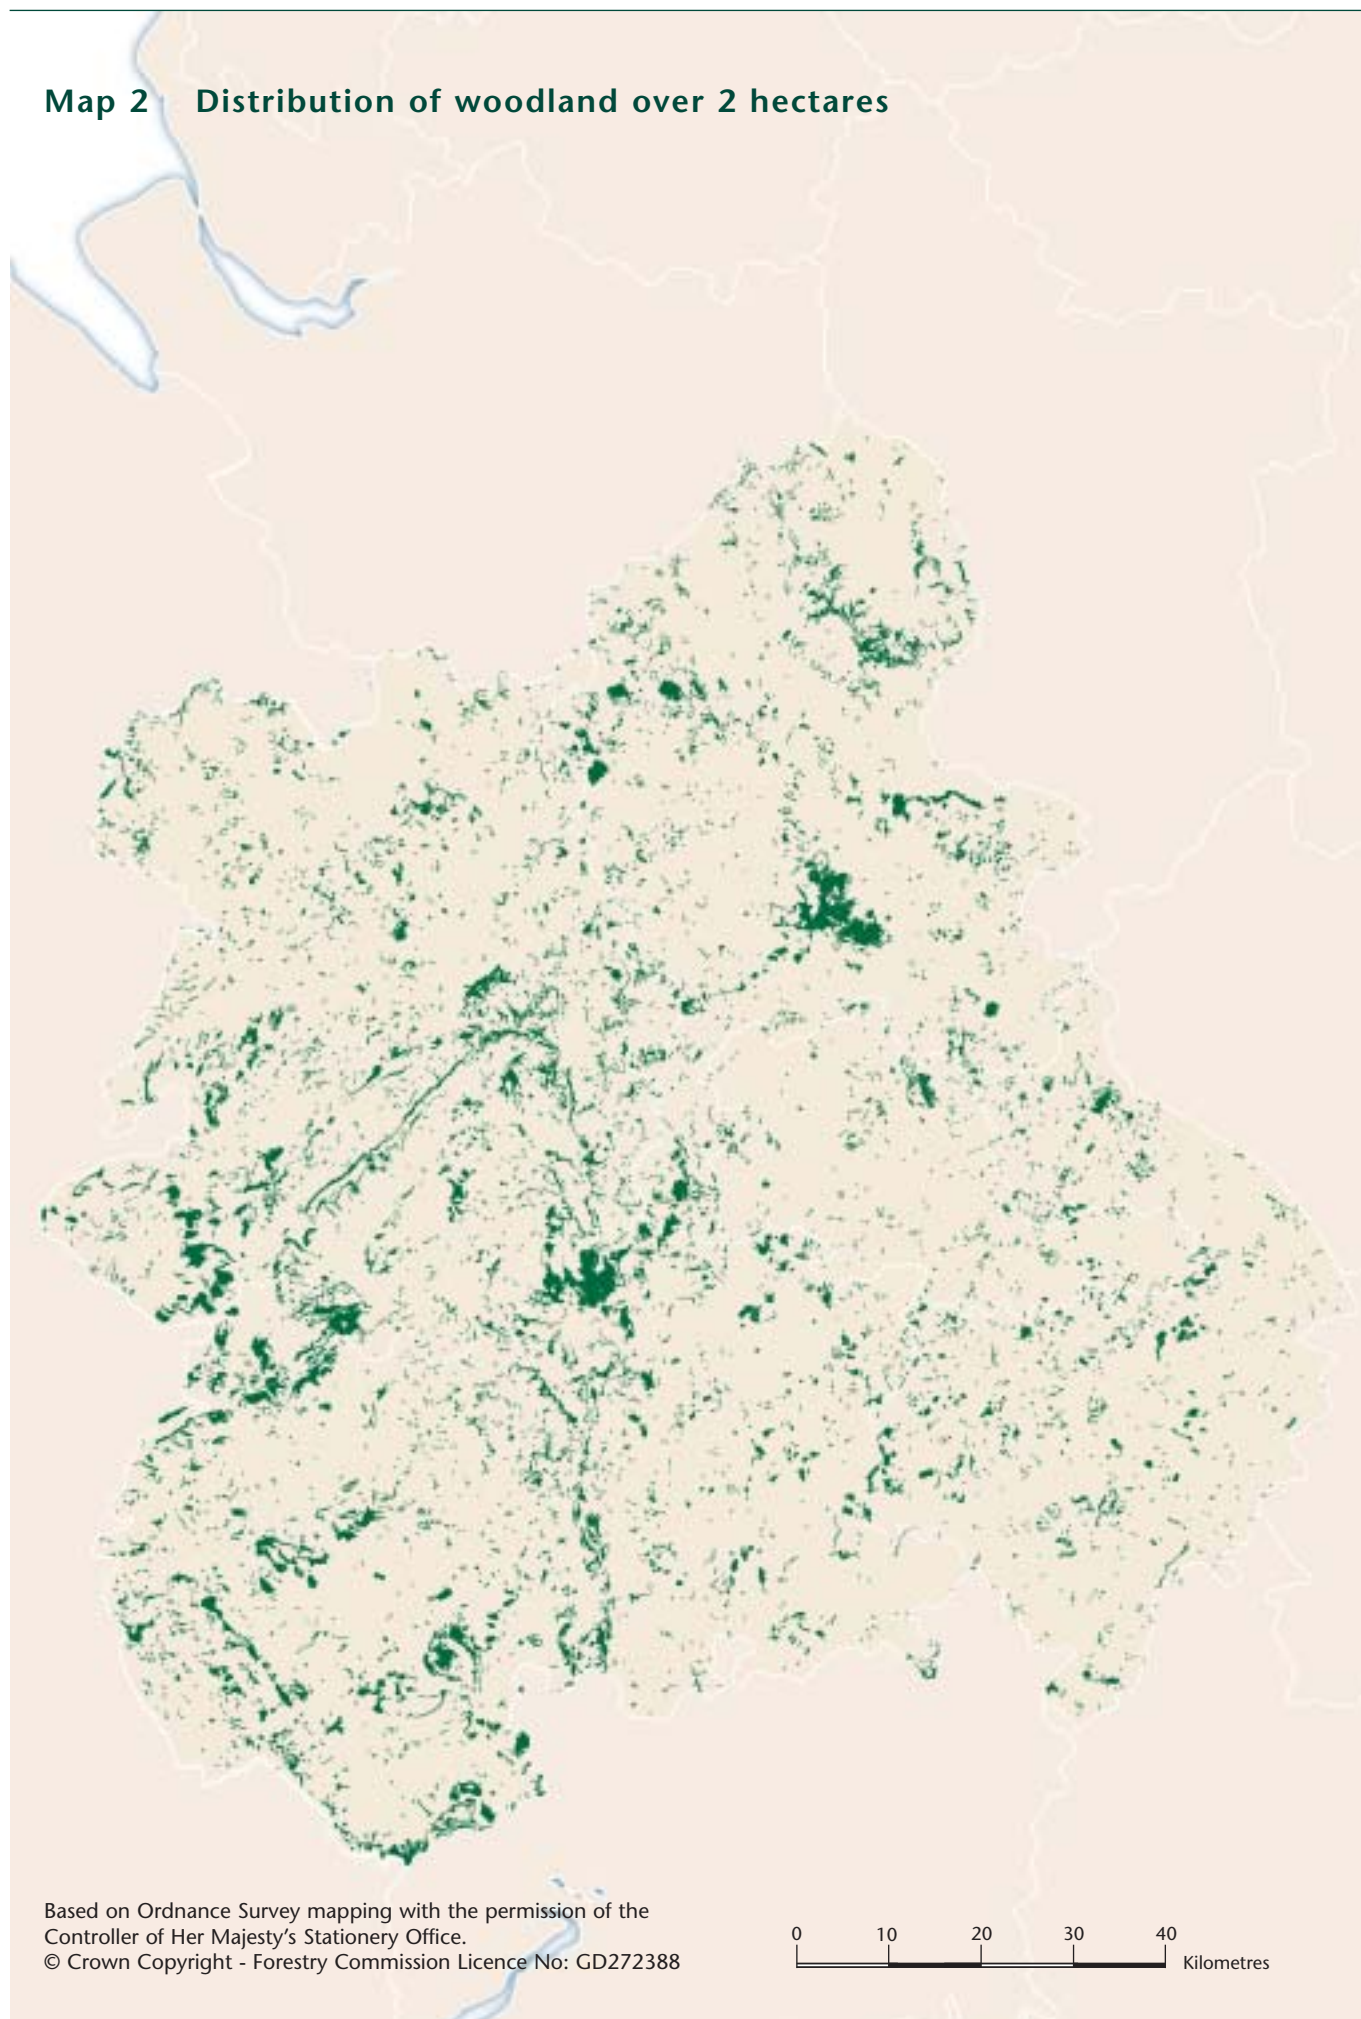 Map 2 Distribution of woodland over 2 hectares
Based on Ordnance Survey mapping with the permission of the
Controller of Her Majesty’s Stationery Office.
© Crown Copyright - Forestry Commission Licence No: GD272388
0 10 20 30 40
Kilometres